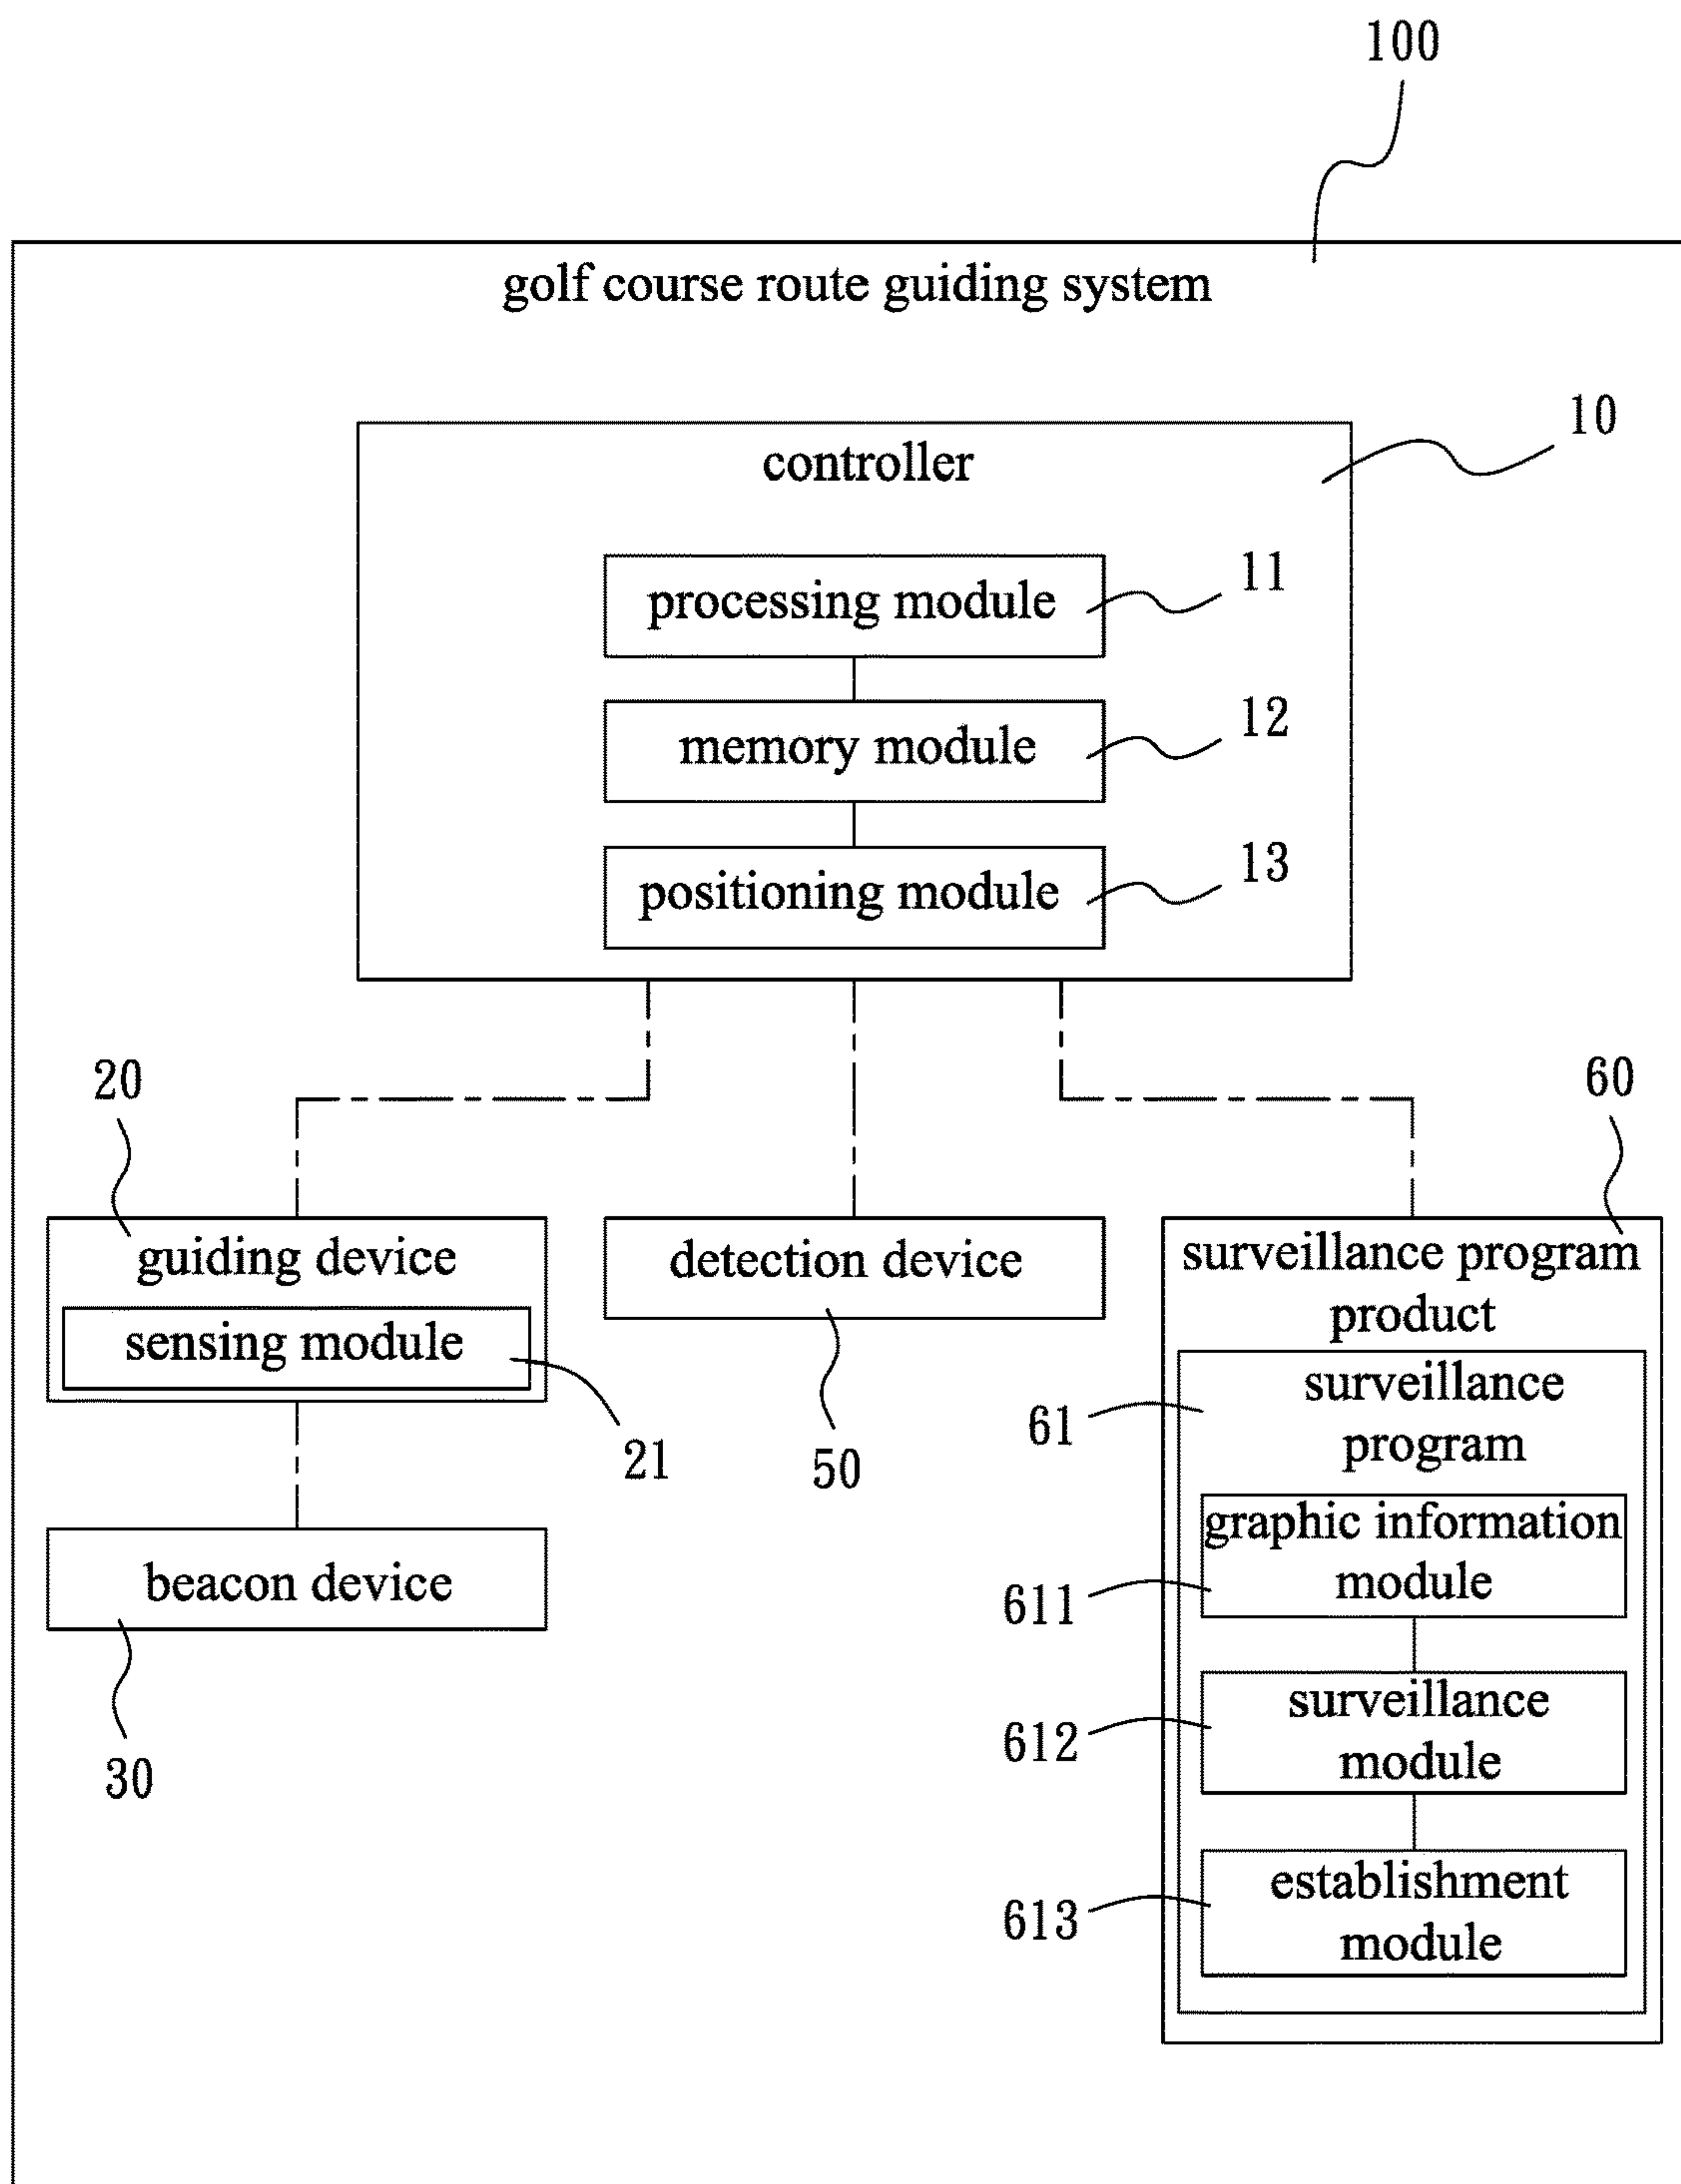 100
golf course route guiding system
10
controller
11
processing module
12
memory module
13
positioning module
20
60
guiding device
detection device
surveillance program
product
sensing module
surveillance
program
61
21
50
graphic information
module
611
beacon device
surveillance
module
612
30
establishment
module
613